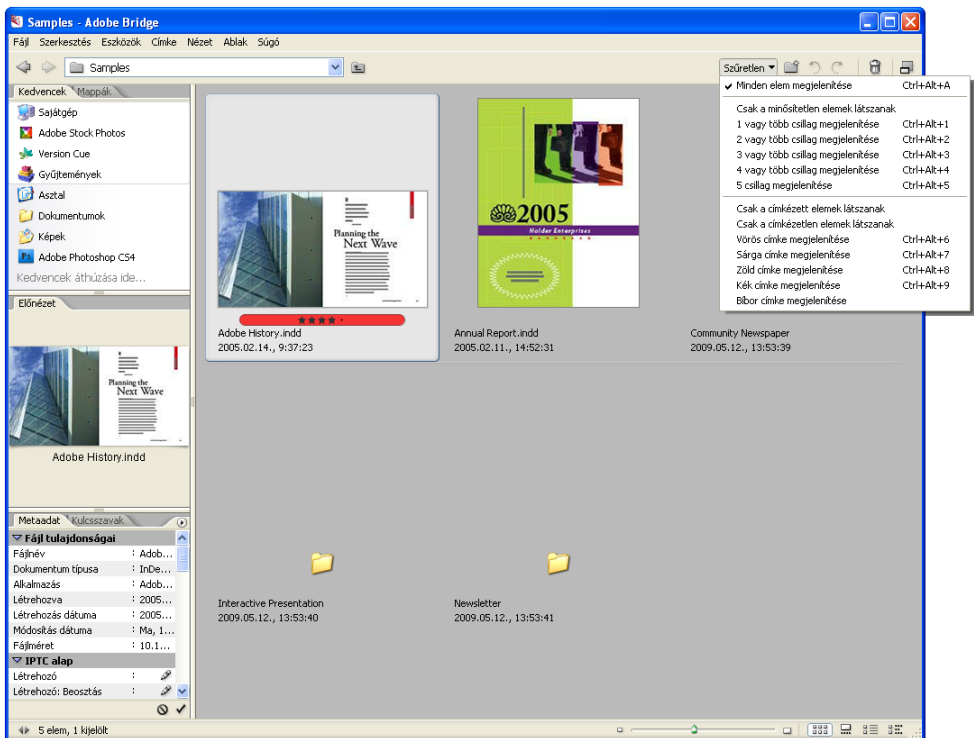 Samples - Adobe Bridge
Fájl Szerkesztés Eszközök Címke Nézet Ablak Súgó
Samples
Szűretlen
Kedvencek Mappák
Sajátgép
Adobe Stock Photos
Version Cue
Gyűjtemények
Asztal
Dokumentumok
Képek
Adobe Photoshop CS4
Kedvencek áthúzása ide...
Előnézet
Planning the
Next Wave
Adobe History.indd
Metaadat Kulcsszavak
Fájl tulajdonságai
Fájlnév : Adob...
Dokumentum típusa : InDe...
Alkalmazás : Adob...
Létrehozva : 2005...
Létrehozás dátuma : 2005...
Módosítás dátuma : Ma, 1...
Fájlméret : 10.1...
IPTC alap
Létrehozó :
Létrehozó: Beosztás :
Planning the
Next Wave
Adobe History.indd
2005.02.14., 9:37:23
2005
Holder Enterprises
Annual Report.indd
2005.02.11., 14:52:31
Community Newspaper
2009.05.12., 13:53:39
Interactive Presentation
2009.05.12., 13:53:40
Newsletter
2009.05.12., 13:53:41
Minden elem megjelenítése Ctrl+Alt+A
Csak a minősítetlen elemek látszanak
1 vagy több csillag megjelenítése Ctrl+Alt+1
2 vagy több csillag megjelenítése Ctrl+Alt+2
3 vagy több csillag megjelenítése Ctrl+Alt+3
4 vagy több csillag megjelenítése Ctrl+Alt+4
5 csillag megjelenítése Ctrl+Alt+5
Csak a címkézett elemek látszanak
Csak a címkézetlen elemek látszanak
Vörös címke megjelenítése Ctrl+Alt+6
Sárga címke megjelenítése Ctrl+Alt+7
Zöld címke megjelenítése Ctrl+Alt+8
Kék címke megjelenítése Ctrl+Alt+9
Bíbor címke megjelenítése
5 elem, 1 kijelölt